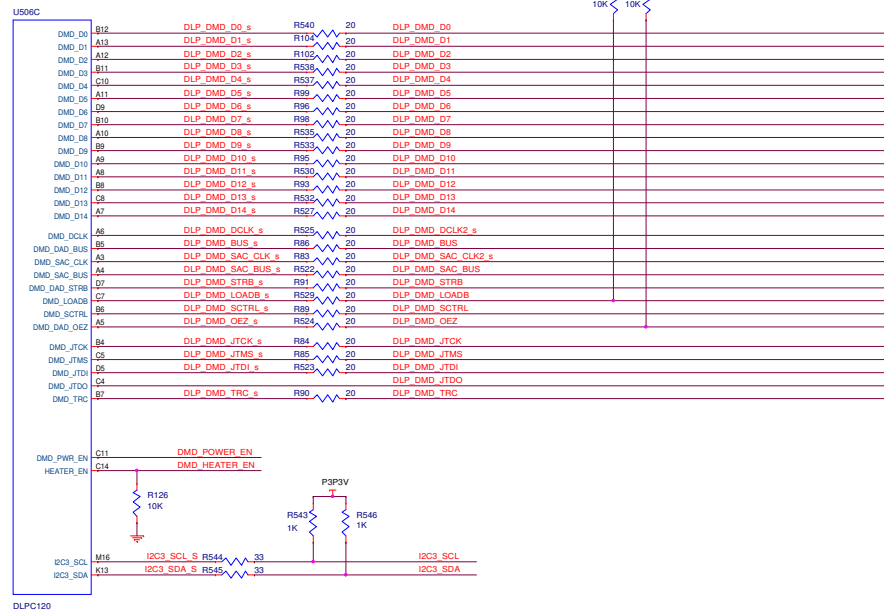 10K 10K
U506C
DMD_D0 B12 DLP_DMD_D0_s R540 20 DLP_DMD_D0
DMD_D1 A13 DLP_DMD_D1_s R104 20 DLP_DMD_D1
DMD_D2 A12 DLP_DMD_D2_s R102 20 DLP_DMD_D2
DMD_D3 B11 DLP_DMD_D3_s R538 20 DLP_DMD_D3
DMD_D4 C10 DLP_DMD_D4_s R537 20 DLP_DMD_D4
DMD_D5 A11 DLP_DMD_D5_s R99 20 DLP_DMD_D5
DMD_D6 D9 DLP_DMD_D6_s R96 20 DLP_DMD_D6
DMD_D7 B10 DLP_DMD_D7_s R98 20 DLP_DMD_D7
DMD_D8 A10 DLP_DMD_D8_s R535 20 DLP_DMD_D8
DMD_D9 B9 DLP_DMD_D9_s R533 20 DLP_DMD_D9
DMD_D10 A9 DLP_DMD_D10_s R95 20 DLP_DMD_D10
DMD_D11 A8 DLP_DMD_D11_s R530 20 DLP_DMD_D11
DMD_D12 B8 DLP_DMD_D12_s R93 20 DLP_DMD_D12
DMD_D13 C8 DLP_DMD_D13_s R532 20 DLP_DMD_D13
DMD_D14 A7 DLP_DMD_D14_s R527 20 DLP_DMD_D14
DMD_DCLK A6 DLP_DMD_DCLK_s R525 20 DLP_DMD_DCLK2_s
DMD_DAD_BUS B5 DLP_DMD_BUS_s R86 20 DLP_DMD_BUS
DMD_SAC_CLK A3 DLP_DMD_SAC_CLK_s R83 20 DLP_DMD_SAC_CLK2_s
DMD_SAC_BUS A4 DLP_DMD_SAC_BUS_s R522 20 DLP_DMD_SAC_BUS
DMD_DAD_STRB D7 DLP_DMD_STRB_s R91 20 DLP_DMD_STRB
DMD_LOADB C7 DLP_DMD_LOADB_s R529 20 DLP_DMD_LOADB
DMD_SCTRL B6 DLP_DMD_SCTRL_s R89 20 DLP_DMD_SCTRL
DMD_DAD_OEZ A5 DLP_DMD_OEZ_s R524 20 DLP_DMD_OEZ
DMD_JTCK B4 DLP_DMD_JTCK_s R84 20 DLP_DMD_JTCK
DMD_JTMS C5 DLP_DMD_JTMS_s R85 20 DLP_DMD_JTMS
DMD_JTDI D5 DLP_DMD_JTDI_s R523 20 DLP_DMD_JTDI
DMD_JTDO C4 DLP_DMD_JTDO
DMD_TRC B7 DLP_DMD_TRC_s R90 20 DLP_DMD_TRC
DMD_PWR_EN C11 DMD_POWER_EN
HEATER_EN C14 DMD_HEATER_EN
P3P3V
R126
10K
R543 R546
1K 1K
I2C3_SCL M16 I2C3_SCL_S R544 33 I2C3_SCL
I2C3_SDA K13 I2C3_SDA_S R545 33 I2C3_SDA
DLPC120